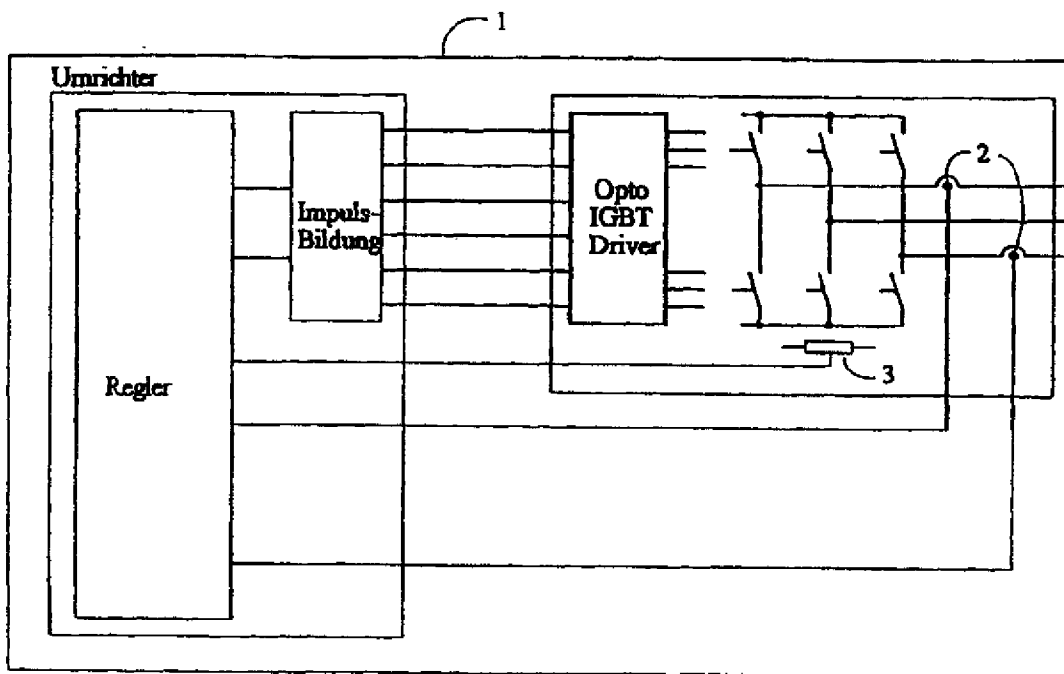 1
Umrichter
2
Impuls-
Bildung
Opto
IGBT
Driver
3
Regler